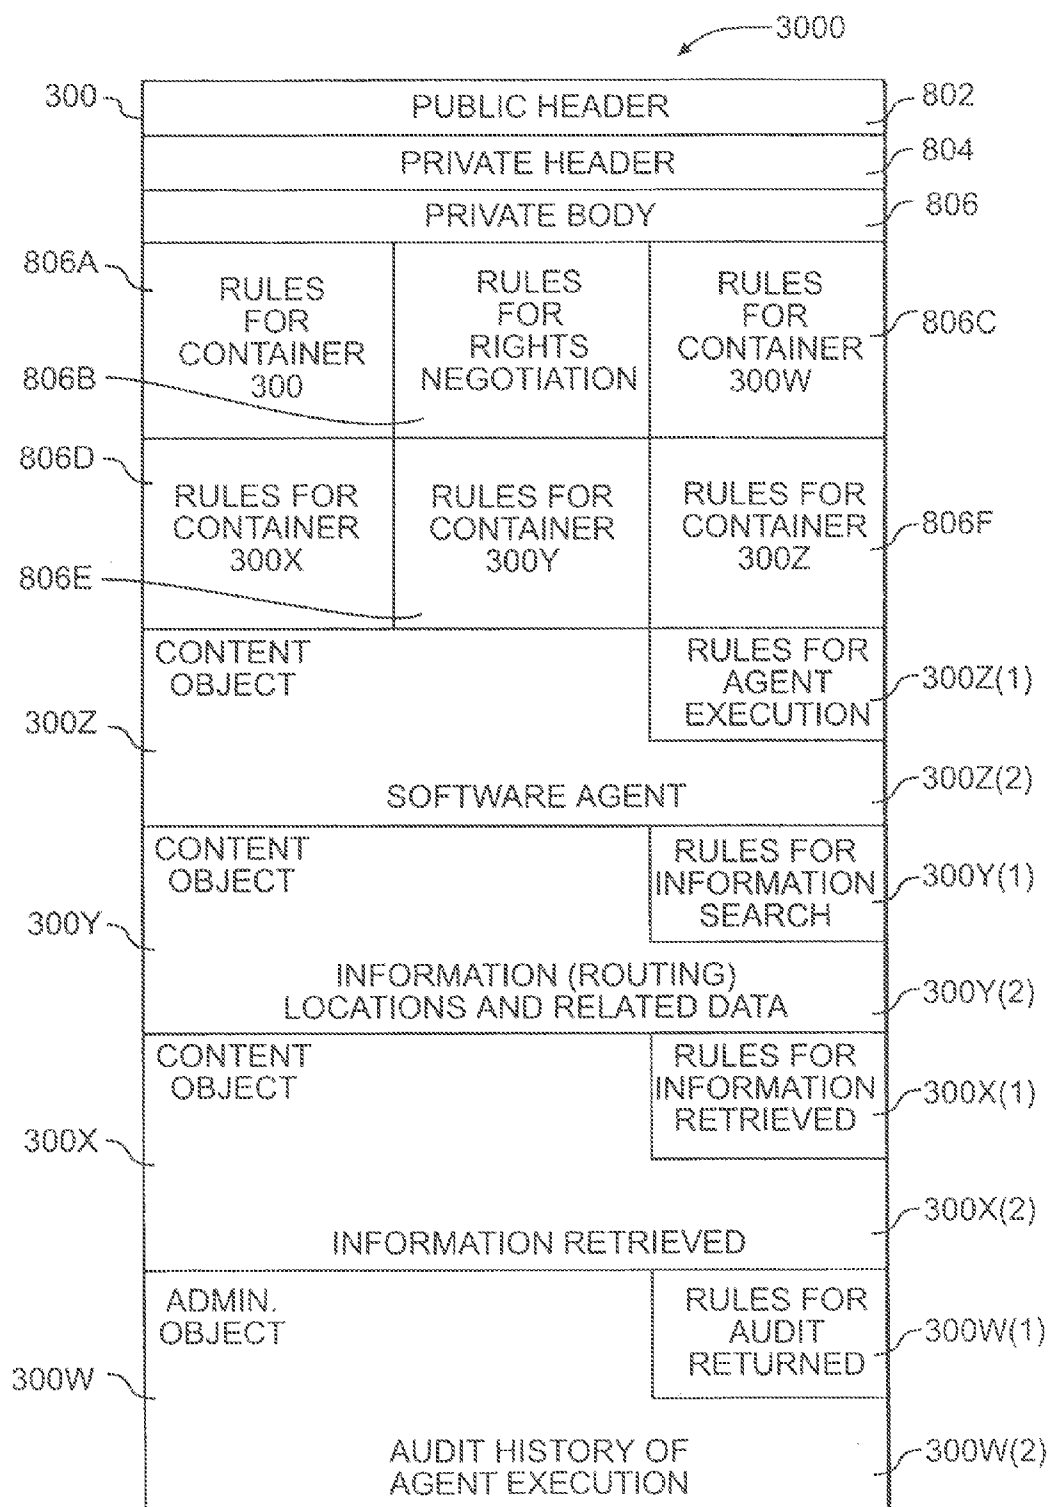 3000
300
PUBLIC HEADER
802
PRIVATE HEADER
804
PRIVATE BODY
806
806A
RULES
FOR
CONTAINER
300
806B
RULES
FOR
RIGHTS
NEGOTIATION
RULES
FOR
CONTAINER
300W
806C
806D
RULES FOR
CONTAINER
300X
806E
RULES FOR
CONTAINER
300Y
RULES FOR
CONTAINER
300Z
806F
CONTENT
OBJECT
RULES FOR
AGENT
EXECUTION
300Z(1)
300Z
SOFTWARE AGENT
300Z(2)
CONTENT
OBJECT
RULES FOR
INFORMATION
SEARCH
300Y(1)
300Y
INFORMATION (ROUTING)
LOCATIONS AND RELATED DATA
300Y(2)
CONTENT
OBJECT
RULES FOR
INFORMATION
RETRIEVED
300X(1)
300X
INFORMATION RETRIEVED
300X(2)
ADMIN.
OBJECT
RULES FOR
AUDIT
RETURNED
300W(1)
300W
AUDIT HISTORY OF
AGENT EXECUTION
300W(2)